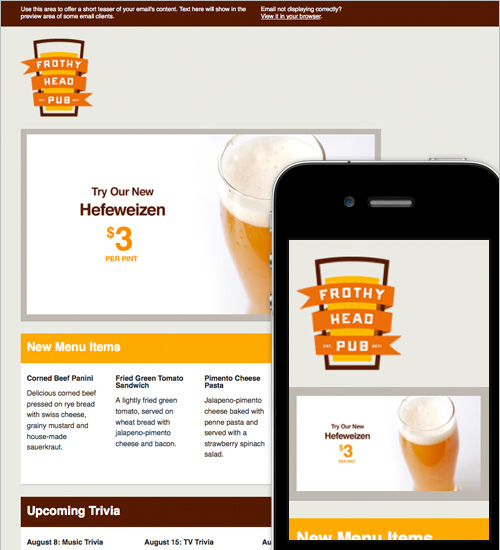 Use this area to offer a short teaser of your email's content. Text here will show in the
preview area of some email clients.
Email not displaying correctly?
View it in your browser.
FROTHY
HEAD
PUB
Try Our New
Hefeweizen
$3
PER PINT
New Menu Items
Corned Beef Panini
Delicious corned beef
pressed on rye bread
with swiss cheese,
grainy mustard and
house-made
sauerkraut.
Fried Green Tomato
Sandwich
A lightly fried green
tomato, served on
wheat bread with
jalapeno-pimento
cheese and bacon.
Pimento Cheese
Pasta
Jalapeno-pimento
cheese baked with
penne pasta and
served with a
strawberry spinach
salad.
Upcoming Trivia
August 8: Music Trivia
August 15: TV Trivia
Au
FROTHY
HEAD
EST. PUB 2011
Try Our New
Hefeweizen
$3
PER PINT
New Menu Items